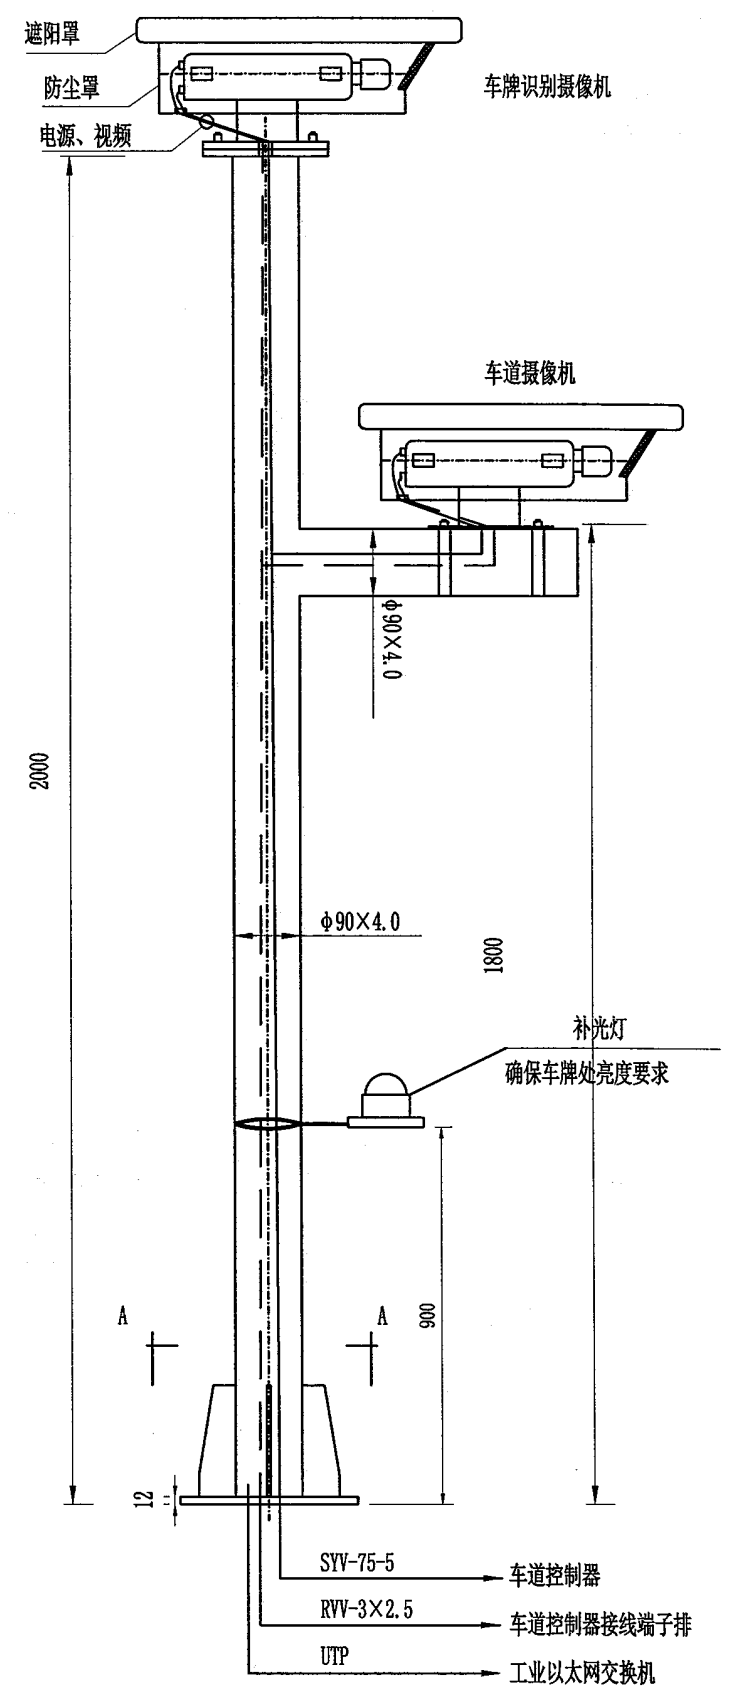 遮阳罩
防尘罩
车牌识别摄像机
电源、视频
车道摄像机
φ90×4.0
2000
φ90×4.0
1800
补光灯
确保车牌处亮度要求
A
A
900
12
SYV-75-5
车道控制器
RVV-3×2.5
车道控制器接线端子排
UTP
工业以太网交换机